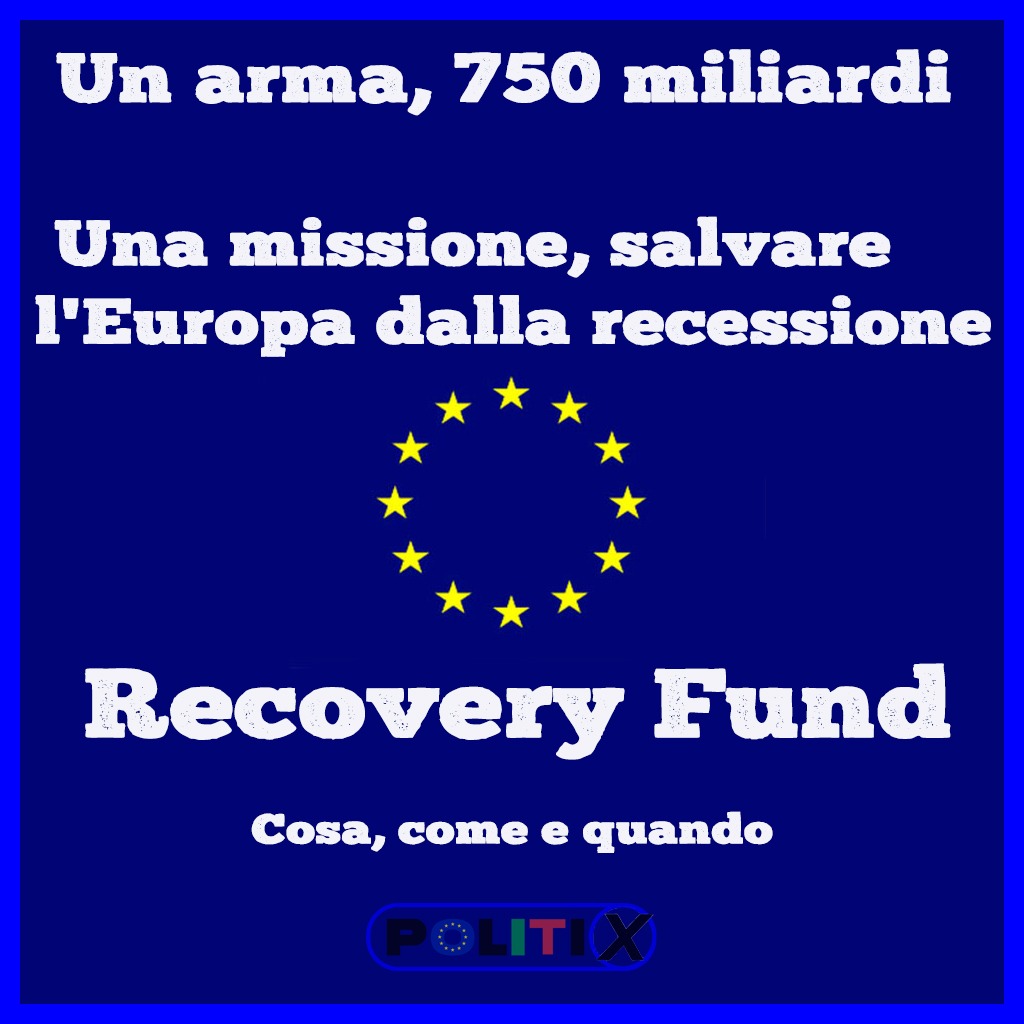 Un arma, 750 miliardi
Una missione, salvare
l'Europa dalla recessione
Recovery Fund
Cosa, come e quando
POLITIX